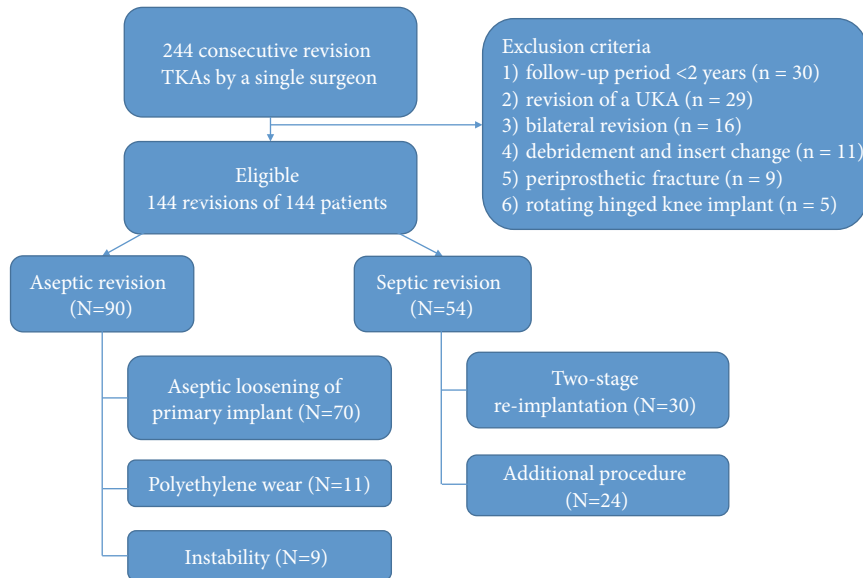 244 consecutive revision
TKAs by a single surgeon
Exclusion criteria
1) follow-up period <2 years (n = 30)
2) revision of a UKA (n = 29)
3) bilateral revision (n = 16)
4) debridement and insert change (n = 11)
5) periprosthetic fracture (n = 9)
6) rotating hinged knee implant (n = 5)
Eligible
144 revisions of 144 patients
Aseptic revision
(N=90)
Septic revision
(N=54)
Aseptic loosening of
primary implant (N=70)
Polyethylene wear (N=11)
Instability (N=9)
Two-stage
re-implantation (N=30)
Additional procedure
(N=24)